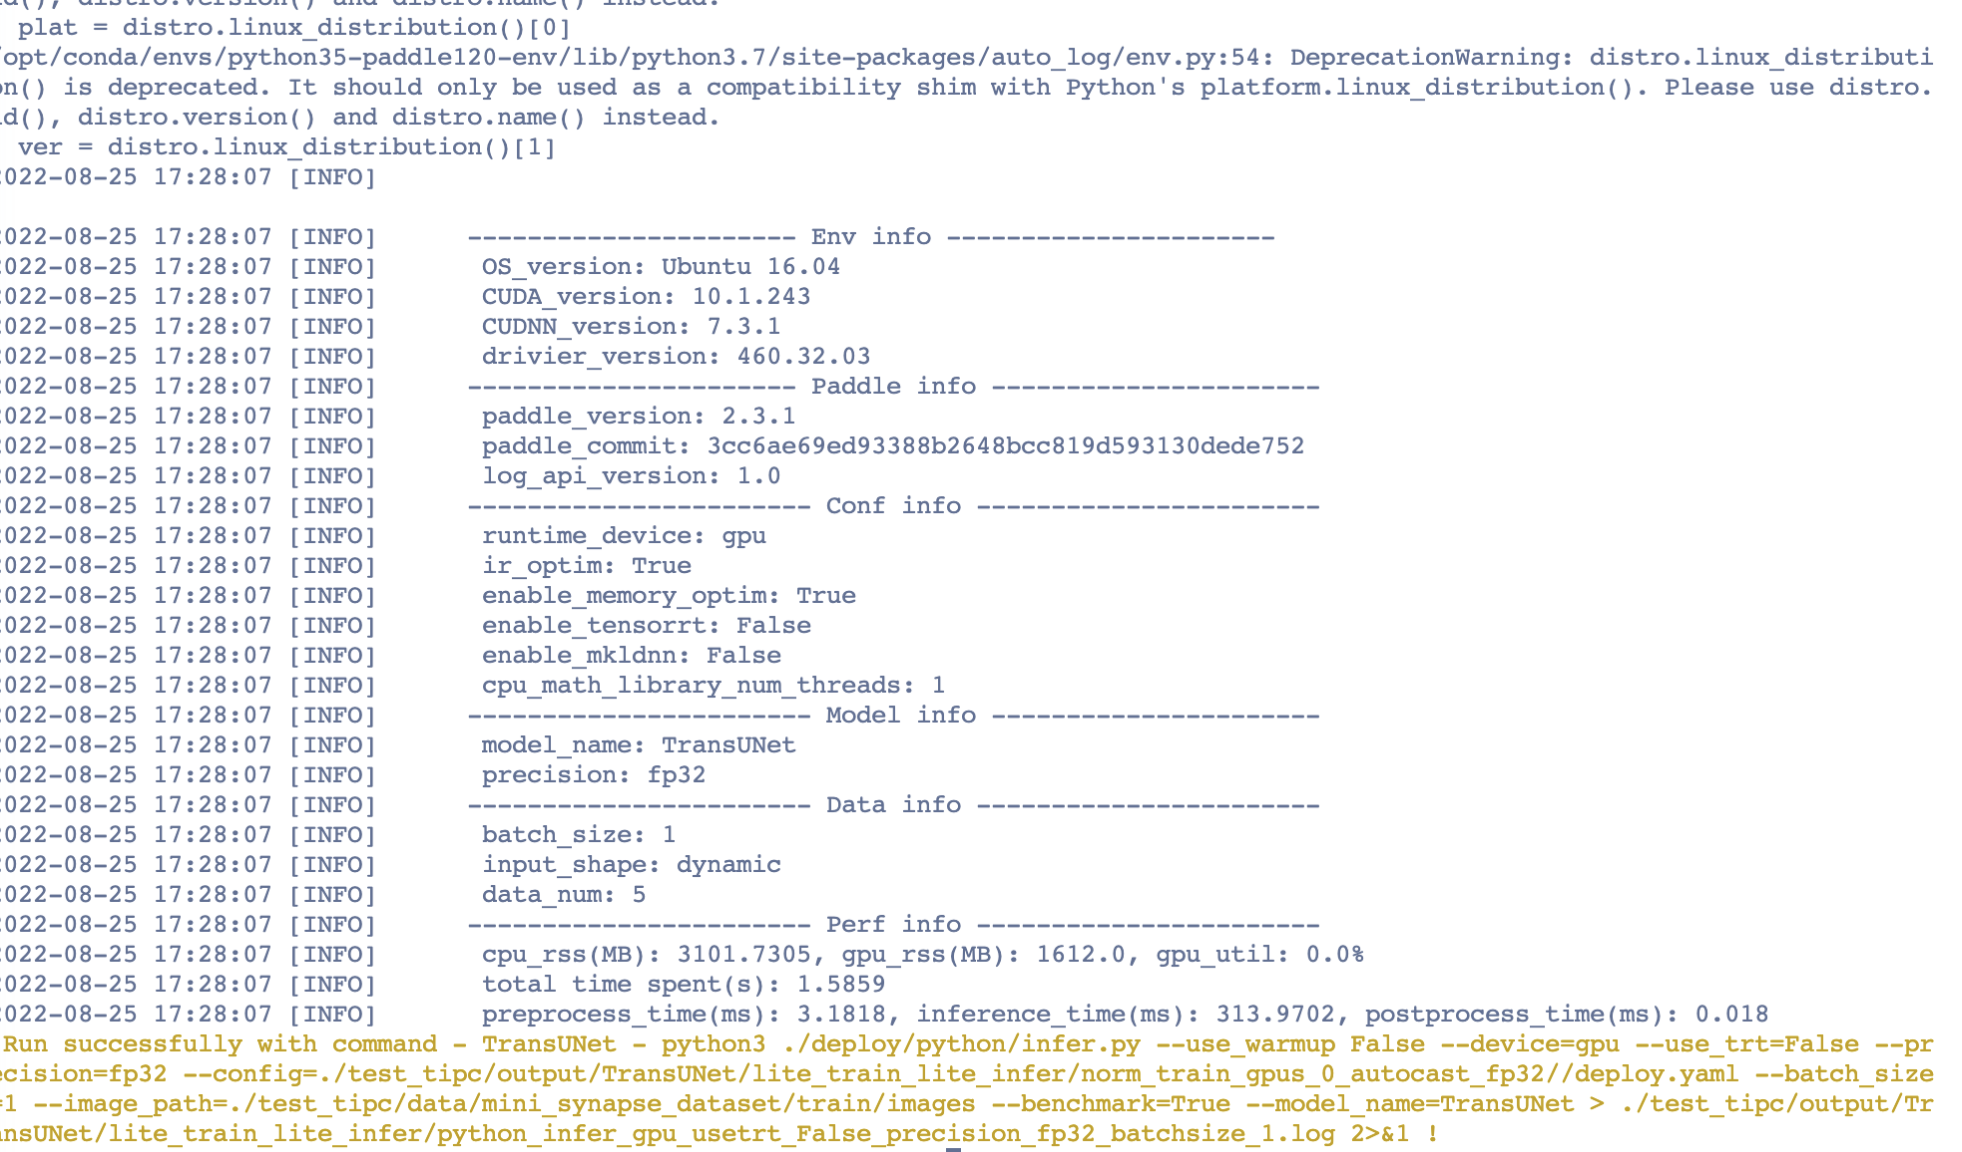 d(), distro.version() and distro.name() instead.
plat = distro.linux_distribution()[0]
/opt/conda/envs/python35-paddle120-env/lib/python3.7/site-packages/auto_log/env.py:54: DeprecationWarning: distro.linux_distributi
on() is deprecated. It should only be used as a compatibility shim with Python's platform.linux_distribution(). Please use distro.
d(), distro.version() and distro.name() instead.
ver = distro.linux_distribution()[1]
022-08-25 17:28:07 [INFO]
022-08-25 17:28:07 [INFO] ---------------------- Env info ----------------------
022-08-25 17:28:07 [INFO] OS_version: Ubuntu 16.04
022-08-25 17:28:07 [INFO] CUDA_version: 10.1.243
022-08-25 17:28:07 [INFO] CUDNN_version: 7.3.1
022-08-25 17:28:07 [INFO] drivier_version: 460.32.03
022-08-25 17:28:07 [INFO] ---------------------- Paddle info ----------------------
022-08-25 17:28:07 [INFO] paddle_version: 2.3.1
022-08-25 17:28:07 [INFO] paddle_commit: 3cc6ae69ed93388b2648bcc819d593130dede752
022-08-25 17:28:07 [INFO] log_api_version: 1.0
022-08-25 17:28:07 [INFO] ----------------------- Conf info -----------------------
022-08-25 17:28:07 [INFO] runtime_device: gpu
022-08-25 17:28:07 [INFO] ir_optim: True
022-08-25 17:28:07 [INFO] enable_memory_optim: True
022-08-25 17:28:07 [INFO] enable_tensorrt: False
022-08-25 17:28:07 [INFO] enable_mkldnn: False
022-08-25 17:28:07 [INFO] cpu_math_library_num_threads: 1
022-08-25 17:28:07 [INFO] ----------------------- Model info ----------------------
022-08-25 17:28:07 [INFO] model_name: TransUNet
022-08-25 17:28:07 [INFO] precision: fp32
022-08-25 17:28:07 [INFO] ----------------------- Data info -----------------------
022-08-25 17:28:07 [INFO] batch_size: 1
022-08-25 17:28:07 [INFO] input_shape: dynamic
022-08-25 17:28:07 [INFO] data_num: 5
022-08-25 17:28:07 [INFO] ----------------------- Perf info -----------------------
022-08-25 17:28:07 [INFO] cpu_rss(MB): 3101.7305, gpu_rss(MB): 1612.0, gpu_util: 0.0%
022-08-25 17:28:07 [INFO] total time spent(s): 1.5859
022-08-25 17:28:07 [INFO] preprocess_time(ms): 3.1818, inference_time(ms): 313.9702, postprocess_time(ms): 0.018
Run successfully with command - TransUNet - python3 ./deploy/python/infer.py --use_warmup False --device=gpu --use_trt=False --pr
ecision=fp32 --config=./test_tipc/output/TransUNet/lite_train_lite_infer/norm_train_gpus_0_autocast_fp32//deploy.yaml --batch_size
=1 --image_path=./test_tipc/data/mini_synapse_dataset/train/images --benchmark=True --model_name=TransUNet > ./test_tipc/output/Tr
ansUNet/lite_train_lite_infer/python_infer_gpu_usetrt_False_precision_fp32_batchsize_1.log 2>&1 !